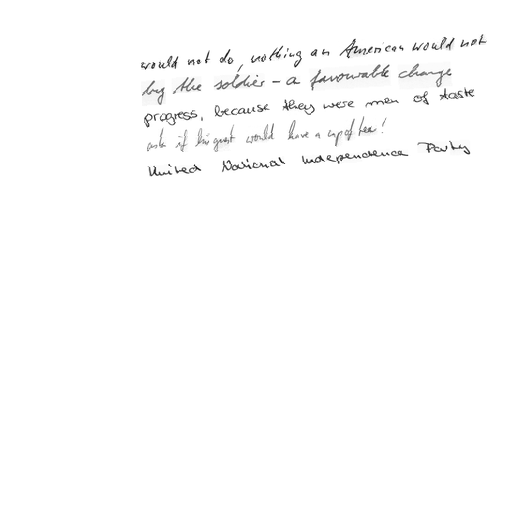 would not do, nothing an American would not
by the soldier - a favourable change
progress, because they were men of taste
ask if his guest would have a cup of tea!
United National Independence Party